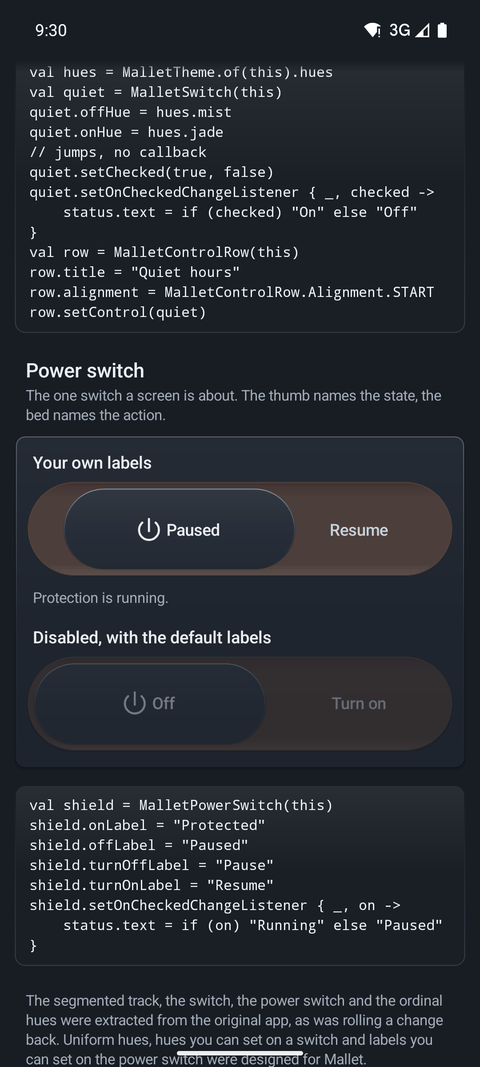 9:30
3G
val hues = MalletTheme.of(this).hues
val quiet = MalletSwitch(this)
quiet.offHue = hues.mist
quiet.onHue = hues.jade
// jumps, no callback
quiet.setChecked(true, false)
quiet.setOnCheckedChangeListener { _, checked ->
    status.text = if (checked) "On" else "Off"
}
val row = MalletControlRow(this)
row.title = "Quiet hours"
row.alignment = MalletControlRow.Alignment.START
row.setControl(quiet)
Power switch
The one switch a screen is about. The thumb names the state, the
bed names the action.
Your own labels
Paused
Resume
Protection is running.
Disabled, with the default labels
Off
Turn on
val shield = MalletPowerSwitch(this)
shield.onLabel = "Protected"
shield.offLabel = "Paused"
shield.turnOffLabel = "Pause"
shield.turnOnLabel = "Resume"
shield.setOnCheckedChangeListener { _, on ->
    status.text = if (on) "Running" else "Paused"
}
The segmented track, the switch, the power switch and the ordinal
hues were extracted from the original app, as was rolling a change
back. Uniform hues, hues you can set on a switch and labels you
can set on the power switch were designed for Mallet.